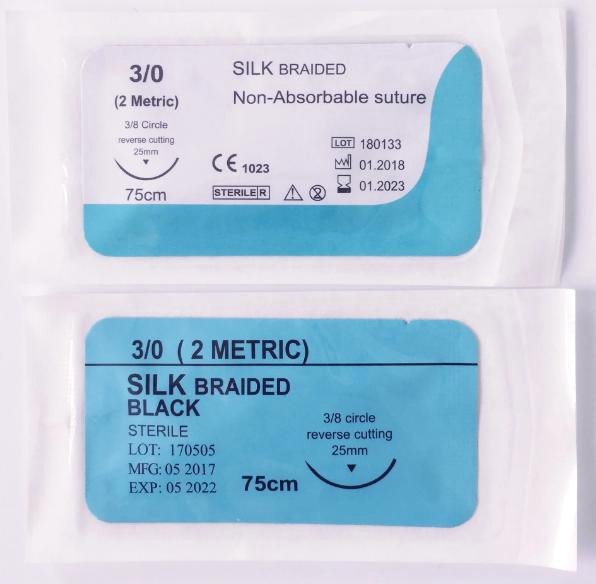 3/0
(2 Metric)
3/8 Circle
reverse cutting
25mm
75cm
SILK BRAIDED
Non-Absorbable suture
CE 1023
STERILE R
LOT 180133
01.2018
01.2023
3/0 ( 2 METRIC)
SILK BRAIDED
BLACK
STERILE
LOT: 170505
MFG: 05 2017
EXP: 05 2022
75cm
3/8 circle
reverse cutting
25mm